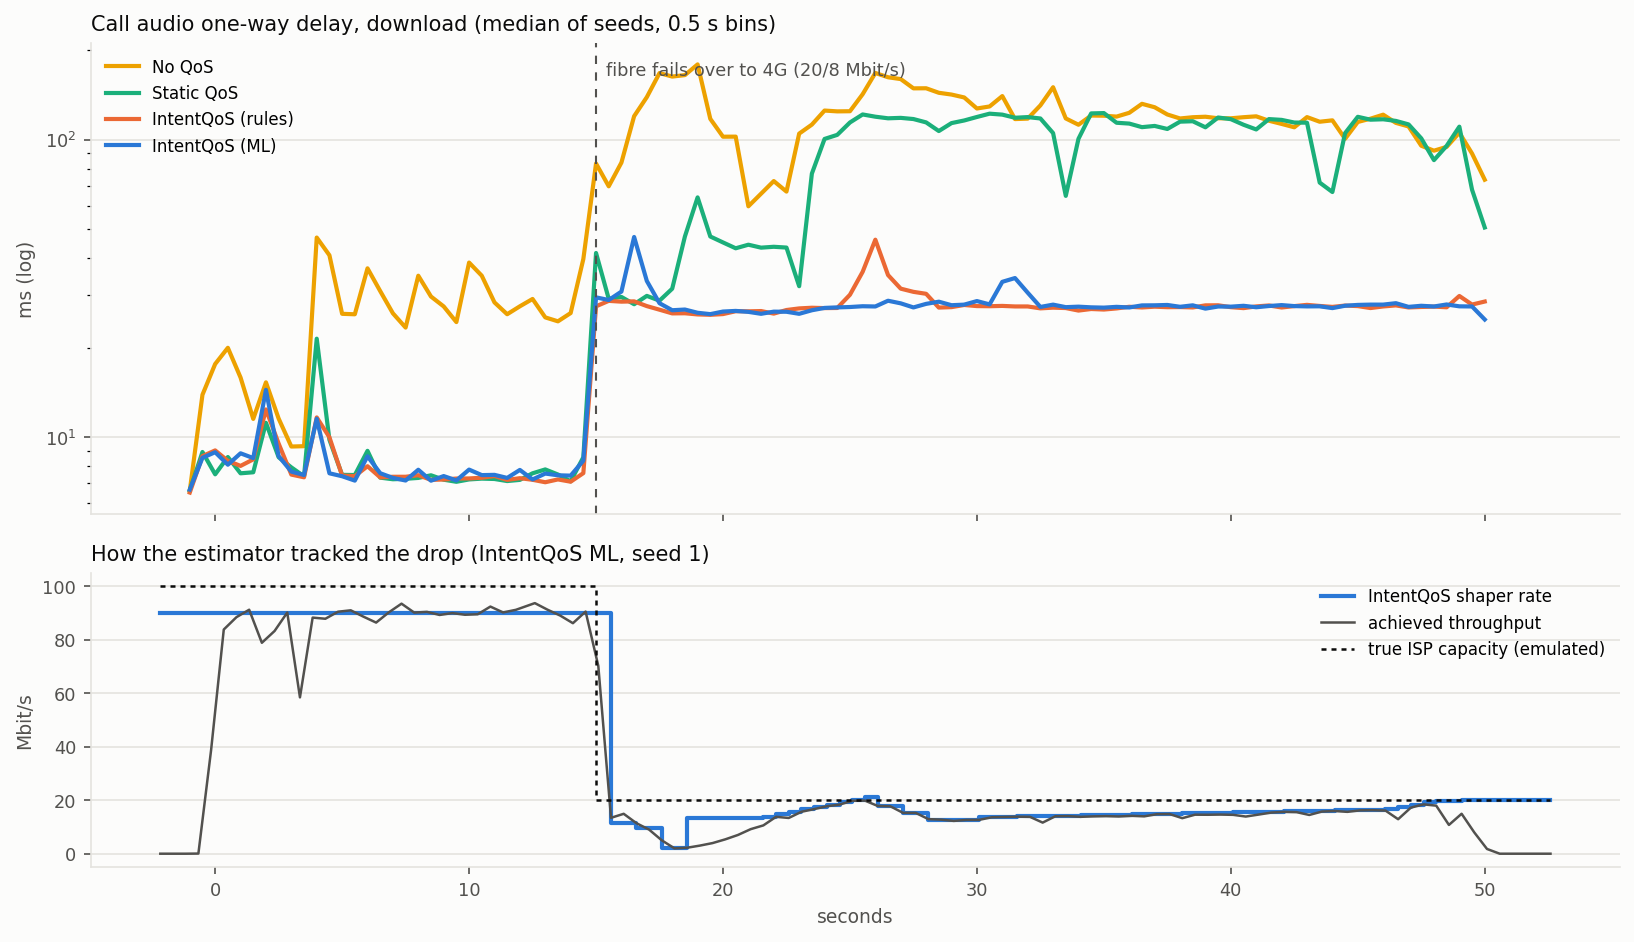 Call audio one-way delay, download (median of seeds, 0.5 s bins)
No QoS
Static QoS
IntentQoS (rules)
IntentQoS (ML)
fibre fails over to 4G (20/8 Mbit/s)
10²
10¹
ms (log)
How the estimator tracked the drop (IntentQoS ML, seed 1)
IntentQoS shaper rate
achieved throughput
true ISP capacity (emulated)
100
80
60
40
20
0
Mbit/s
0 10 20 30 40 50
seconds